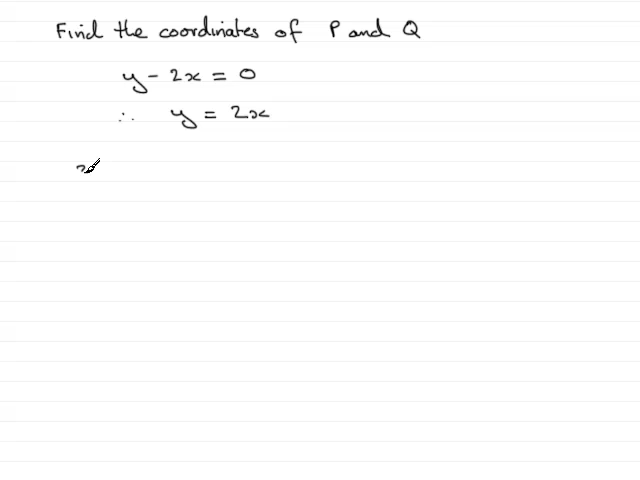 Find the coordinates of P and Q
y - 2x = 0
∴ y = 2x